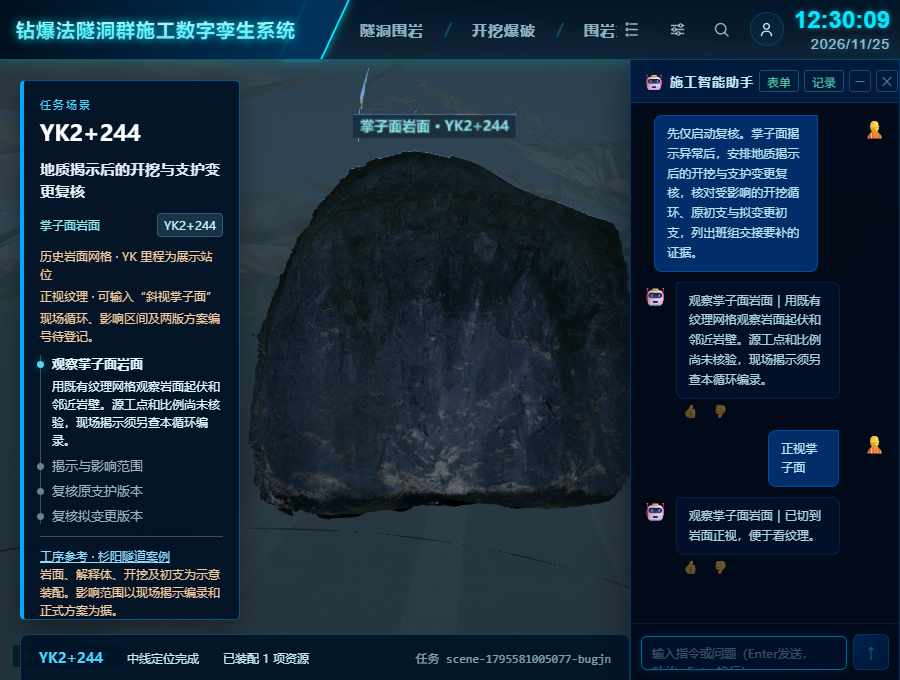 钻爆法隧洞群施工数字孪生系统
隧洞围岩 / 开挖爆破 / 围岩
12:30:09
2026/11/25
任务场景
YK2+244
地质揭示后的开挖与支护变
更复核
掌子面岩面 YK2+244
历史岩面网格 · YK 里程为展示站
位
正视纹理 · 可输入“斜视掌子面”
现场循环、影响区间及两版方案编
号待登记。
观察掌子面岩面
用既有纹理网格观察岩面起伏和
邻近岩壁。源工点和比例尚未核
验，现场揭示须另查本循环编
录。
揭示与影响范围
复核原支护版本
复核拟变更版本
工序参考 · 杉阳隧道案例
岩面、解释体、开挖及初支为示意
装配。影响范围以现场揭示编录和
正式方案为据。
掌子面岩面 · YK2+244
YK2+244 中线定位完成 已装配 1 项资源 任务 scene-1795581005077-bugjn
施工智能助手 表单 记录
先仅启动复核。掌子面揭
示异常后，安排地质揭示
后的开挖与支护变更复
核，核对受影响的开挖循
环、原初支与拟变更初
支，列出班组交接要补的
证据。
观察掌子面岩面 | 用既有
纹理网格观察岩面起伏和
邻近岩壁。源工点和比例
尚未核验，现场揭示须另
查本循环编录。
正视掌
子面
观察掌子面岩面 | 已切到
岩面正视，便于看纹理。
输入指令或问题（Enter发送，